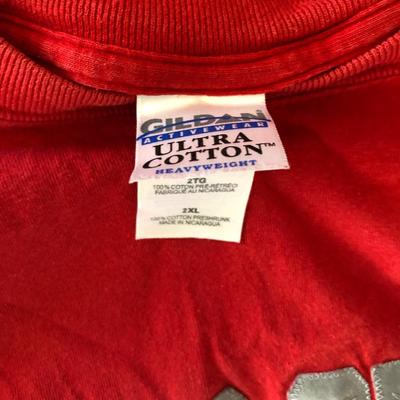 GILDAN
ACTIVEWEAR
ULTRA
COTTON™
HEAVYWEIGHT
2TG
100% COTON PRÉ-RÉTRÉCI
FABRIQUÉ AU NICARAGUA
2XL
100% COTTON PRESHRUNK
MADE IN NICARAGUA